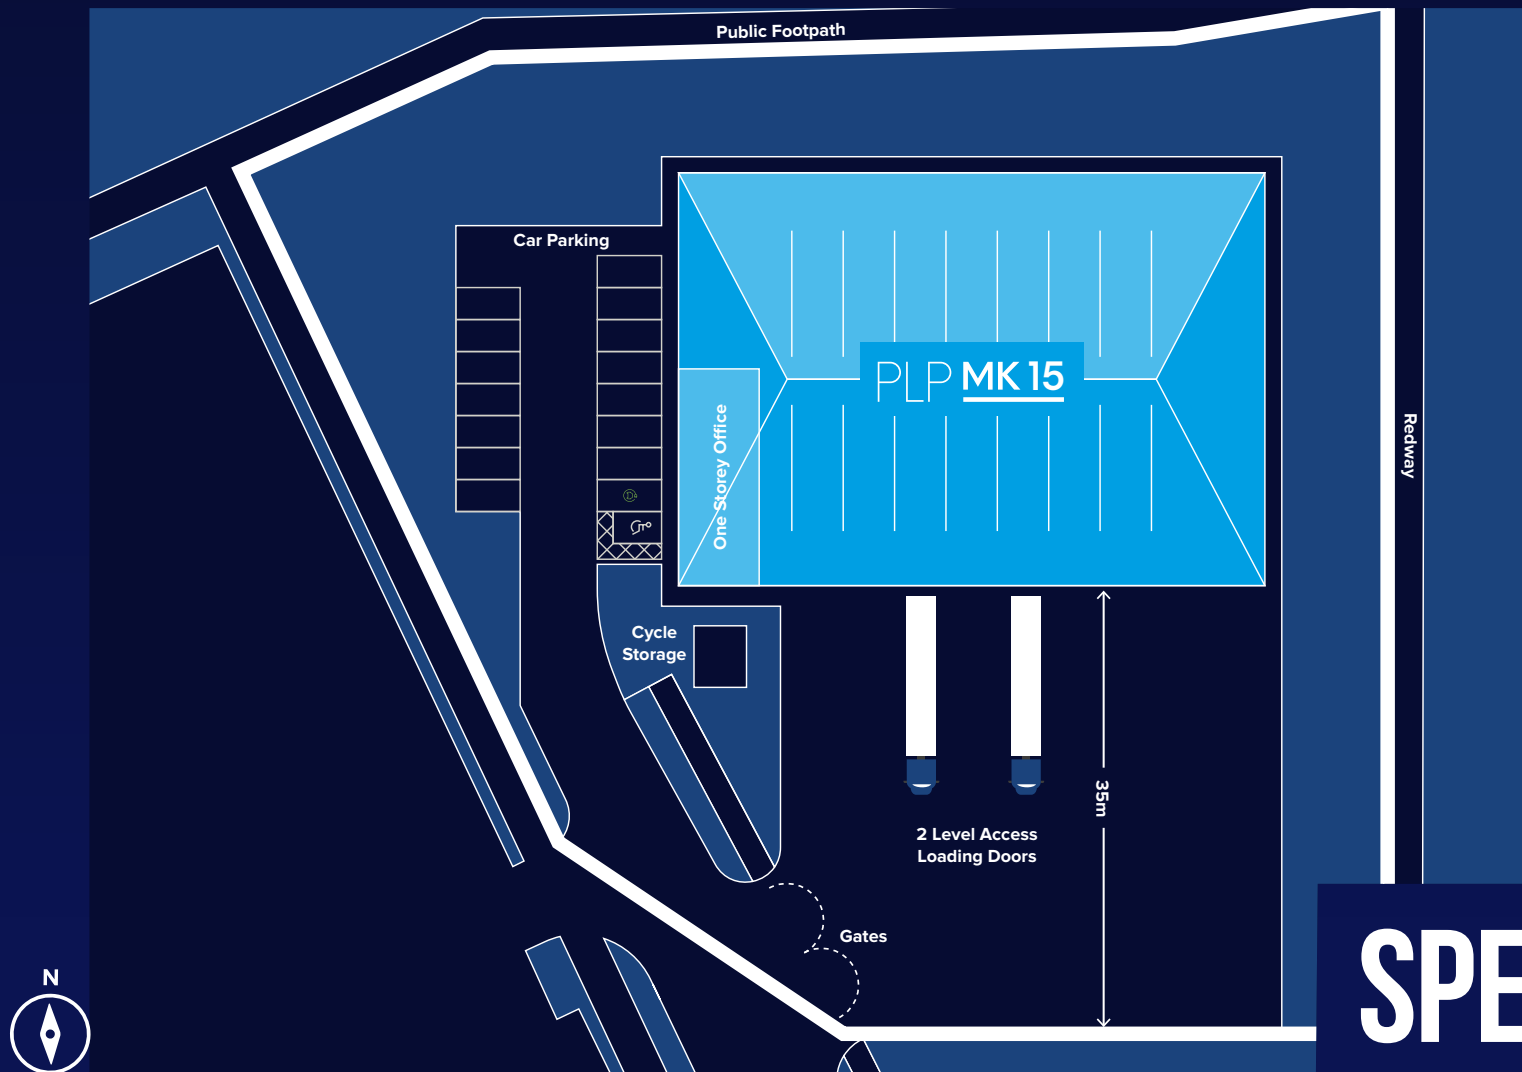 Public Footpath
Car Parking
PLP MK 15
One Storey Office
Redway
Cycle
Storage
35m
2 Level Access
Loading Doors
Gates
N
SPE